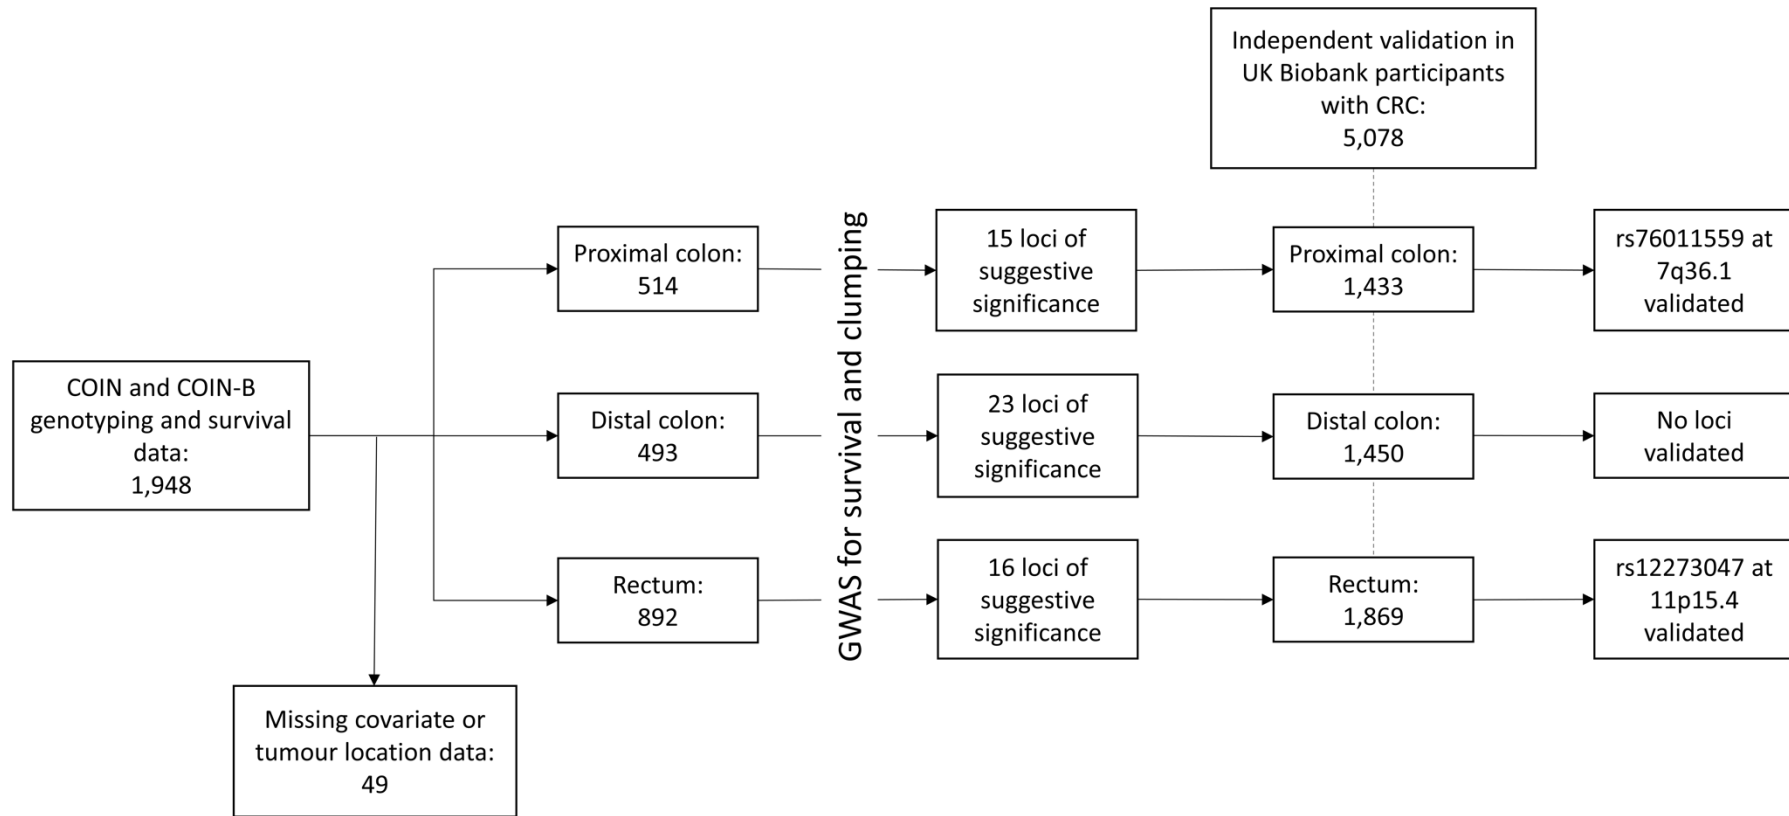 Independent validation in
UK Biobank participants
with CRC:
5,078
COIN and COIN-B
genotyping and survival
data:
1,948
Missing covariate or
tumour location data:
49
Proximal colon:
514
Distal colon:
493
Rectum:
892
GWAS for survival and clumping
15 loci of
suggestive
significance
23 loci of
suggestive
significance
16 loci of
suggestive
significance
Proximal colon:
1,433
Distal colon:
1,450
Rectum:
1,869
rs76011559 at
7q36.1
validated
No loci
validated
rs12273047 at
11p15.4
validated